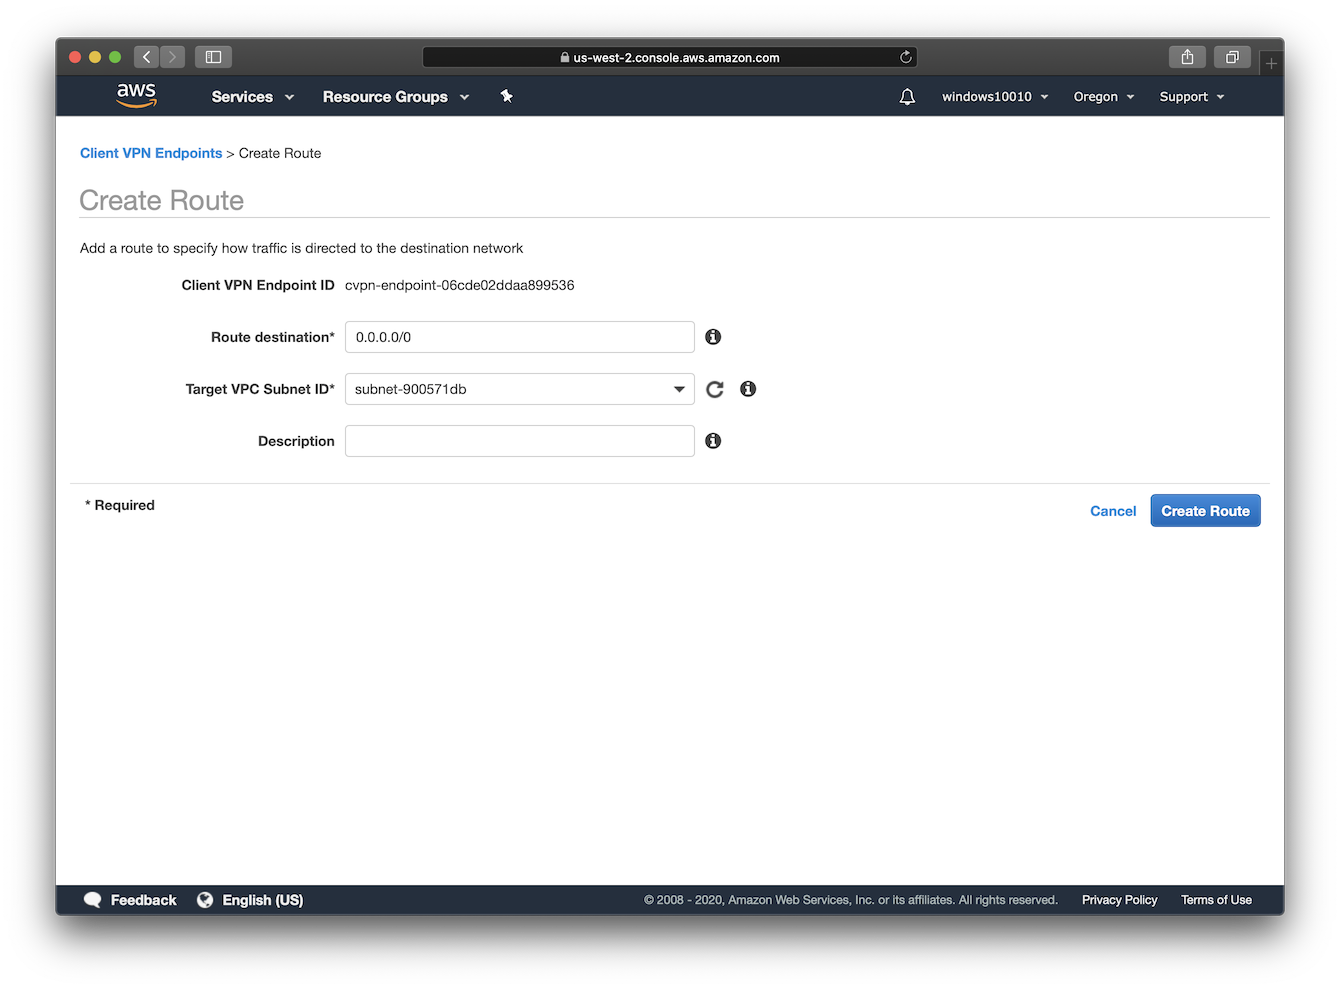 us-west-2.console.aws.amazon.com
aws Services Resource Groups windows10010 Oregon Support
Client VPN Endpoints > Create Route
Create Route
Add a route to specify how traffic is directed to the destination network
Client VPN Endpoint ID cvpn-endpoint-06cde02ddaa899536
Route destination* 0.0.0.0/0
Target VPC Subnet ID* subnet-900571db
Description
* Required
Cancel Create Route
Feedback English (US) © 2008 - 2020, Amazon Web Services, Inc. or its affiliates. All rights reserved. Privacy Policy Terms of Use